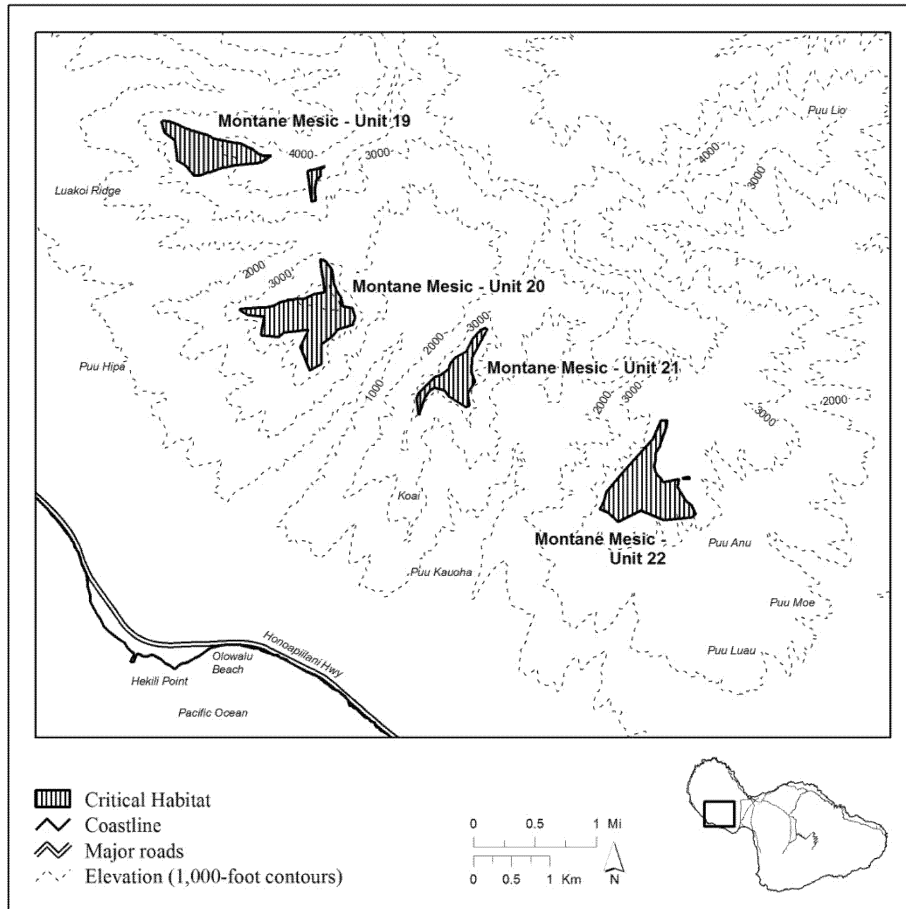 Montane Mesic - Unit 19
Puu Lio
4000
3000
4000
3000
Luakoi Ridge
2000
3000
Montane Mesic - Unit 20
2000
3000
Puu Hipa
1000
Montane Mesic - Unit 21
2000
3000
3000
2000
Koai
Montane Mesic -
Unit 22
Puu Anu
Puu Kauoha
Puu Moe
Puu Luau
Honoapiilani Hwy
Olowalu
Beach
Hekili Point
Pacific Ocean
Critical Habitat
Coastline
Major roads
Elevation (1,000-foot contours)
0 0.5 1 Mi
0 0.5 1 Km
N